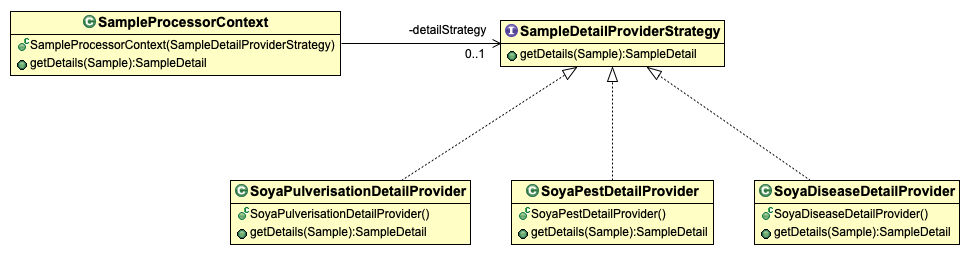 SampleProcessorContext
SampleProcessorContext(SampleDetailProviderStrategy)
getDetails(Sample):SampleDetail
-detailStrategy
0..1
SampleDetailProviderStrategy
getDetails(Sample):SampleDetail
SoyaPulverisationDetailProvider
SoyaPulverisationDetailProvider()
getDetails(Sample):SampleDetail
SoyaPestDetailProvider
SoyaPestDetailProvider()
getDetails(Sample):SampleDetail
SoyaDiseaseDetailProvider
SoyaDiseaseDetailProvider()
getDetails(Sample):SampleDetail